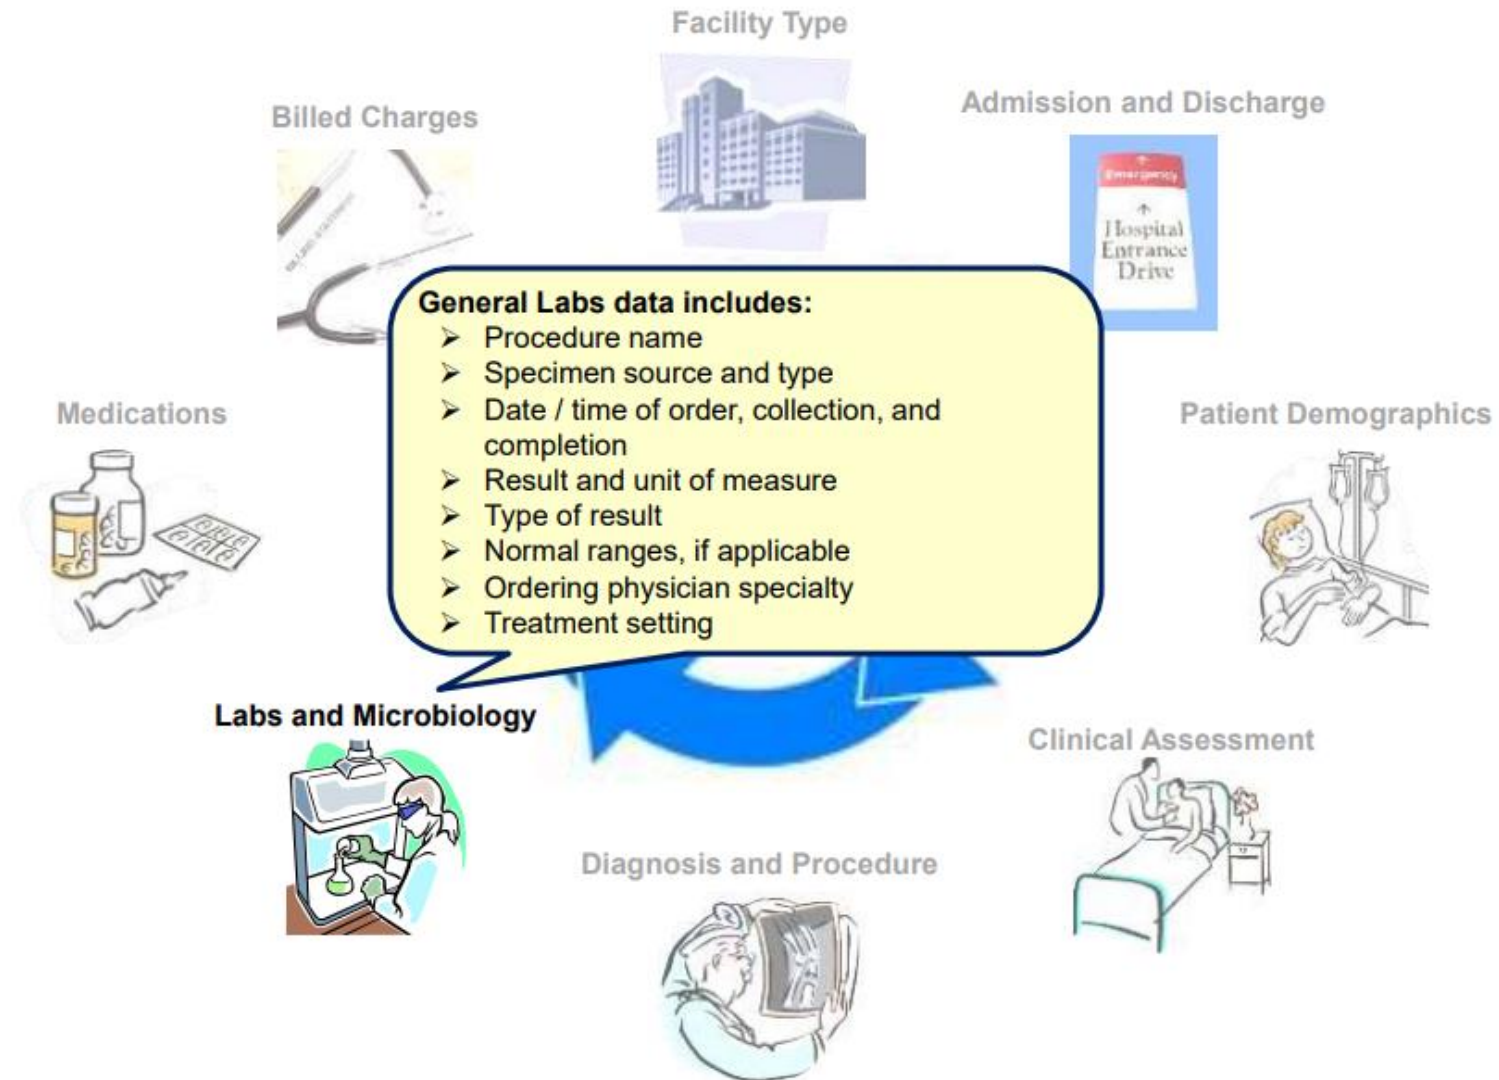 Facility Type
Billed Charges
Admission and Discharge
Emergency
Hospital
Entrance
Drive
General Labs data includes:
➢ Procedure name
➢ Specimen source and type
➢ Date / time of order, collection, and
completion
➢ Result and unit of measure
➢ Type of result
➢ Normal ranges, if applicable
➢ Ordering physician specialty
➢ Treatment setting
Medications
Patient Demographics
Labs and Microbiology
Clinical Assessment
Diagnosis and Procedure